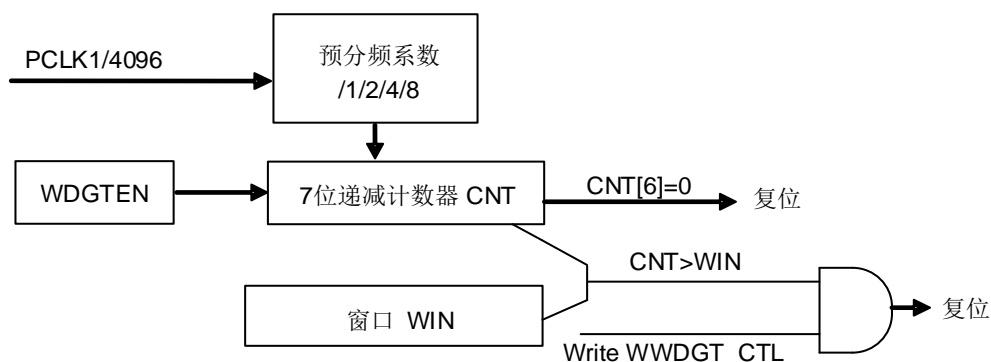 PCLK1/4096
预分频系数
/1/2/4/8
WDGTEN
7位递减计数器 CNT
CNT[6]=0
复位
CNT>WIN
窗口 WIN
复位
Write WWDGT_CTL